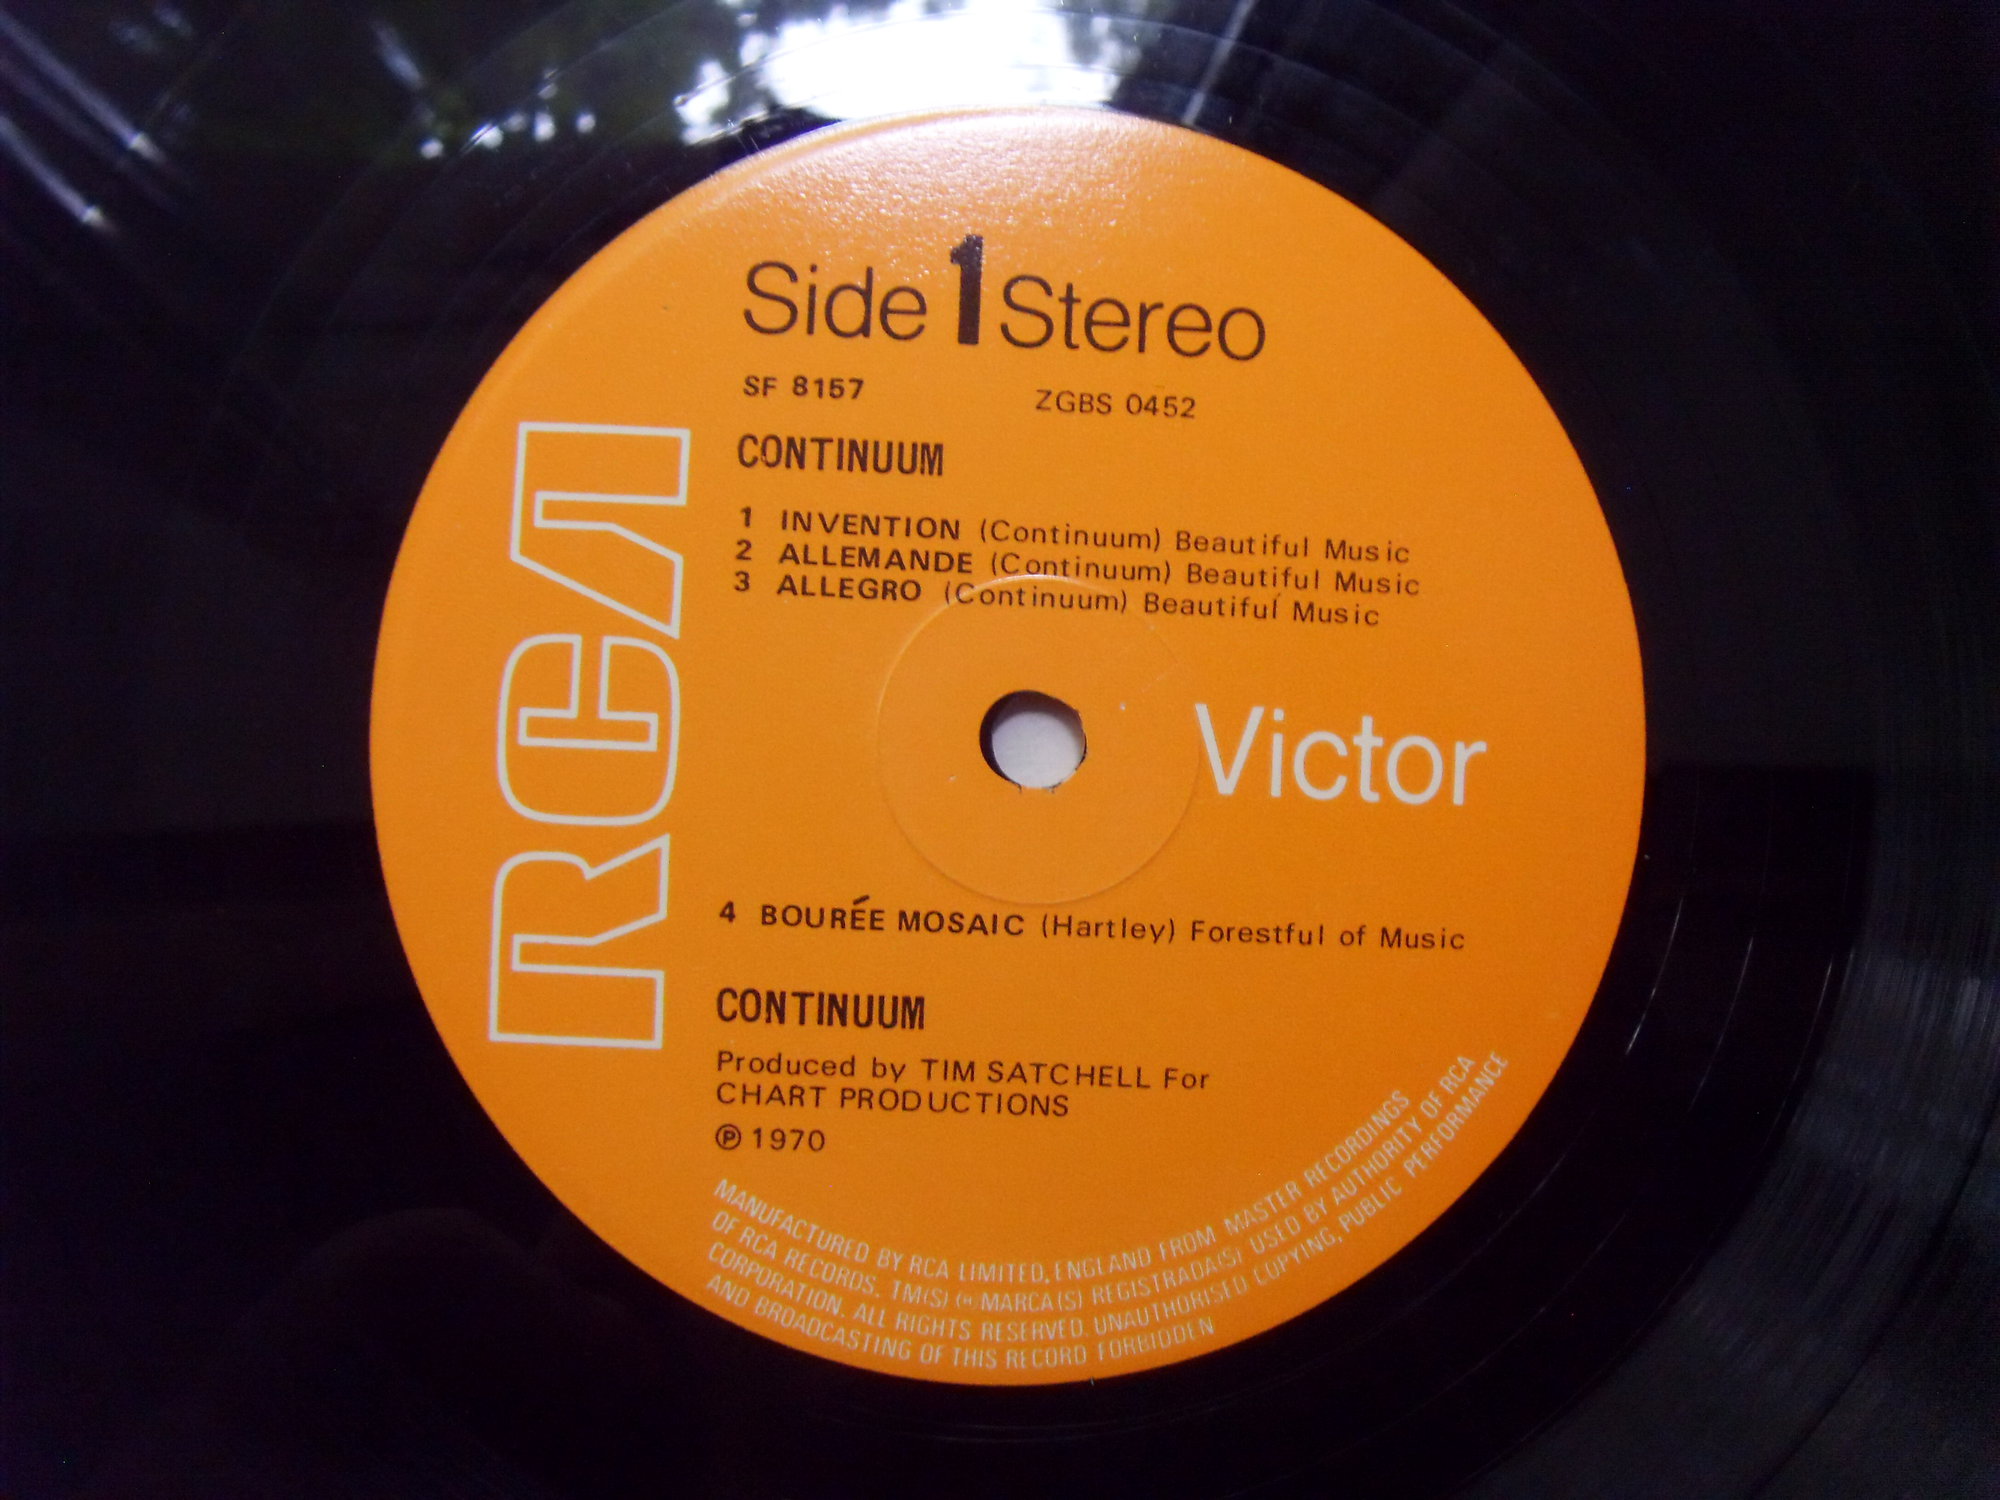 Side 1 Stereo
SF 8157 ZGBS 0452
CONTINUUM
1 INVENTION (Continuum) Beautiful Music
2 ALLEMANDE (Continuum) Beautiful Music
3 ALLEGRO (Continuum) Beautiful Music
RCA
Victor
4 BOURÉE MOSAIC (Hartley) Forestful of Music
CONTINUUM
Produced by TIM SATCHELL For
CHART PRODUCTIONS
℗ 1970
MANUFACTURED BY RCA LIMITED, ENGLAND FROM MASTER RECORDINGS
OF RCA RECORDS. TM(S) ® MARCA(S) REGISTRADA(S) USED BY AUTHORITY OF RCA
CORPORATION. ALL RIGHTS RESERVED. UNAUTHORISED COPYING, PUBLIC PERFORMANCE
AND BROADCASTING OF THIS RECORD FORBIDDEN